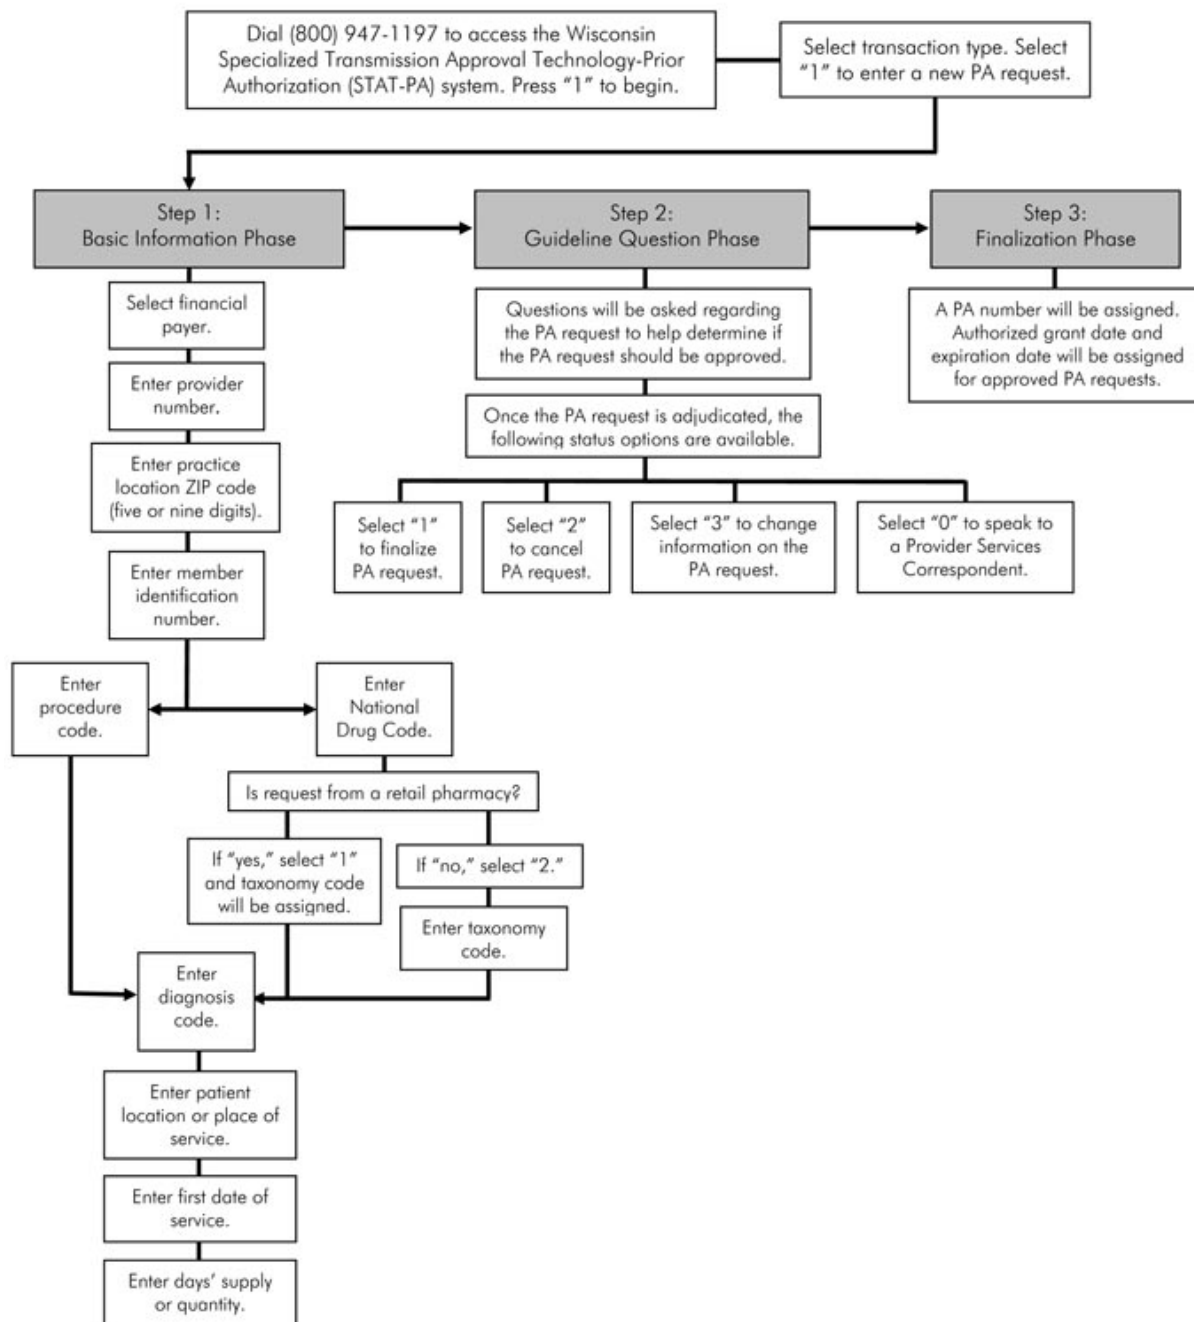 Dial (800) 947-1197 to access the Wisconsin
Specialized Transmission Approval Technology-Prior
Authorization (STAT-PA) system. Press “1” to begin.
Select transaction type. Select
“1” to enter a new PA request.
Step 1:
Basic Information Phase
Step 2:
Guideline Question Phase
Step 3:
Finalization Phase
Select financial
payer.
Enter provider
number.
Enter practice
location ZIP code
(five or nine digits).
Enter member
identification
number.
Questions will be asked regarding
the PA request to help determine if
the PA request should be approved.
Once the PA request is adjudicated, the
following status options are available.
Select “1”
to finalize
PA request.
Select “2”
to cancel
PA request.
Select “3” to change
information on the
PA request.
Select “0” to speak to
a Provider Services
Correspondent.
A PA number will be assigned.
Authorized grant date and
expiration date will be assigned
for approved PA requests.
Enter
procedure
code.
Enter
National
Drug Code.
Is request from a retail pharmacy?
If “yes,” select “1”
and taxonomy code
will be assigned.
If “no,” select “2.”
Enter taxonomy
code.
Enter
diagnosis
code.
Enter patient
location or place of
service.
Enter first date of
service.
Enter days’ supply
or quantity.